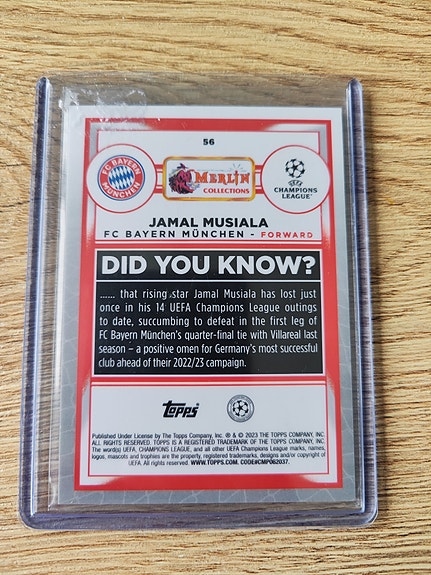 56
FC BAYERN
MÜNCHEN
MERLIN
COLLECTIONS
UEFA
CHAMPIONS
LEAGUE
JAMAL MUSIALA
FC BAYERN MÜNCHEN - FORWARD
DID YOU KNOW?
...... that rising star Jamal Musiala has lost just
once in his 14 UEFA Champions League outings
to date, succumbing to defeat in the first leg of
FC Bayern München's quarter-final tie with Villareal last
season – a positive omen for Germany's most successful
club ahead of their 2022/23 campaign.
Topps
Published Under License by The Topps Company, Inc. ® & © 2023 THE TOPPS COMPANY, INC.
ALL RIGHTS RESERVED. TOPPS IS A REGISTERED TRADEMARK OF THE TOPPS COMPANY, INC.
The word(s) UEFA, CHAMPIONS LEAGUE, and all other UEFA Champions League marks, names,
logos, mascots and trophies are the property, registered trademarks, designs and/or copyright of
UEFA. All rights reserved. WWW.TOPPS.COM. CODE#CMP062037.